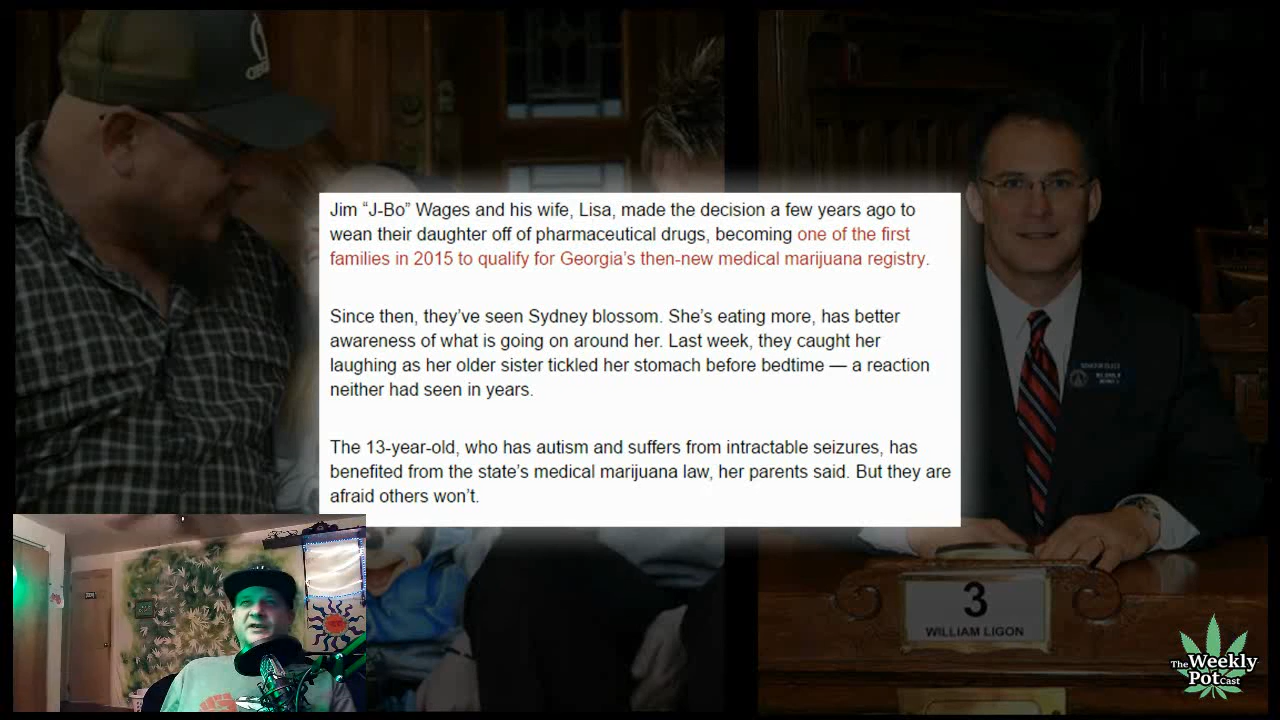 Jim “J-Bo” Wages and his wife, Lisa, made the decision a few years ago to
wean their daughter off of pharmaceutical drugs, becoming one of the first
families in 2015 to qualify for Georgia’s then-new medical marijuana registry.
Since then, they’ve seen Sydney blossom. She’s eating more, has better
awareness of what is going on around her. Last week, they caught her
laughing as her older sister tickled her stomach before bedtime — a reaction
neither had seen in years.
The 13-year-old, who has autism and suffers from intractable seizures, has
benefited from the state’s medical marijuana law, her parents said. But they are
afraid others won’t.
3
WILLIAM LIGON
The Weekly
PotCast